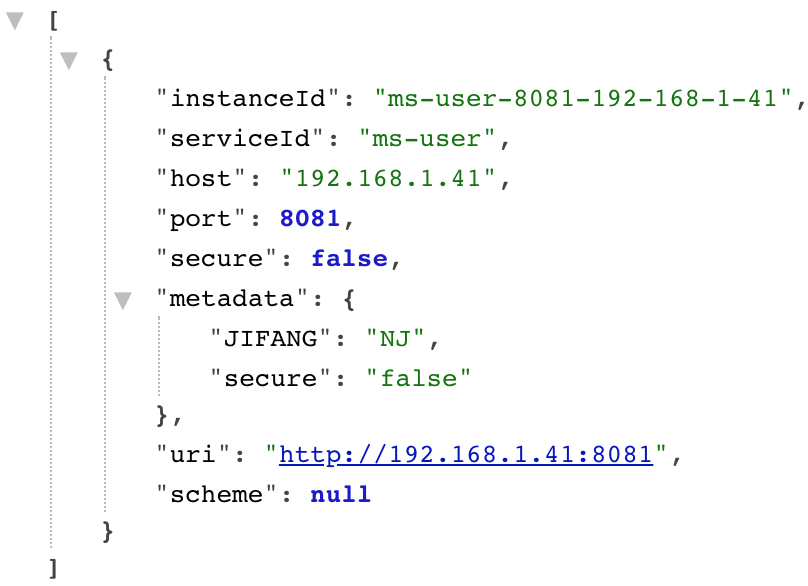 [
{
"instanceId": "ms-user-8081-192-168-1-41",
"serviceId": "ms-user",
"host": "192.168.1.41",
"port": 8081,
"secure": false,
"metadata": {
"JIFANG": "NJ",
"secure": "false"
},
"uri": "http://192.168.1.41:8081",
"scheme": null
}
]